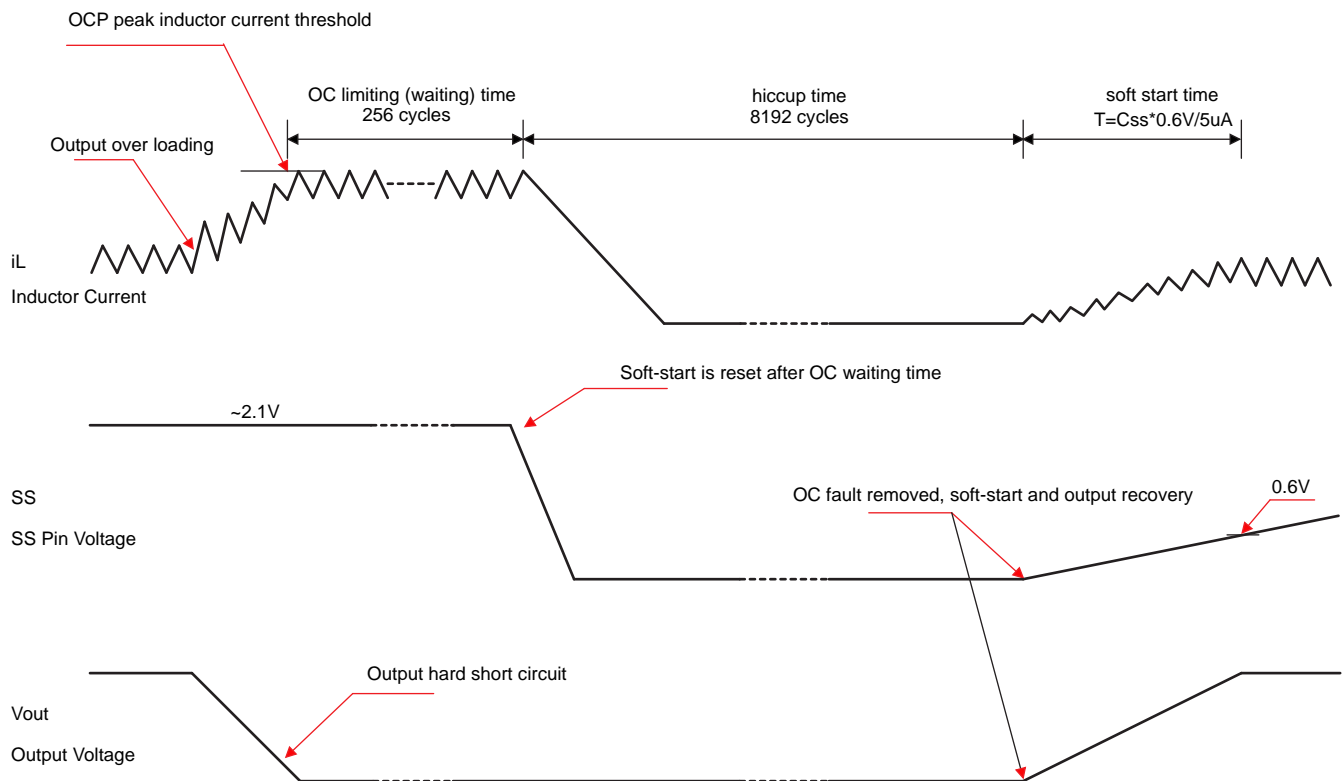 OCP peak inductor current threshold
OC limiting (waiting) time
256 cycles
hiccup time
8192 cycles
soft start time
T=Css*0.6V/5uA
Output over loading
iL
Inductor Current
Soft-start is reset after OC waiting time
~2.1V
SS
SS Pin Voltage
OC fault removed, soft-start and output recovery
0.6V
Output hard short circuit
Vout
Output Voltage